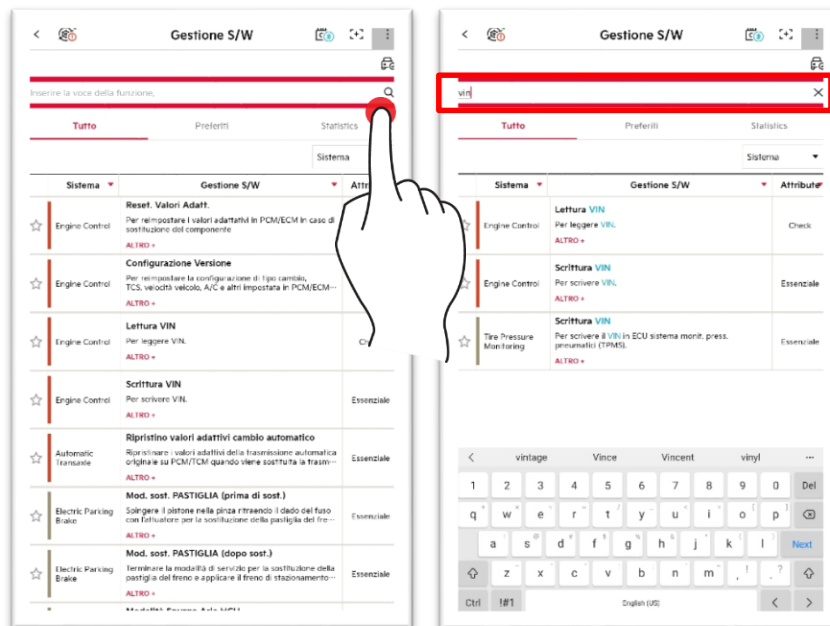 Gestione S/W
Inserire la voce della funzione,
Tutto Preferiti Statistics
Sistema
Sistema Gestione S/W
Reset. Valori Adatt.
Engine Control
Per reimpostare i valori adattativi in PCM/ECM in caso di
sostituzione del componente
ALTRO +
Configurazione Versione
Engine Control
Per reimpostare la configurazione di tipo cambio,
TCS, velocità veicolo, A/C e altri impostata in PCM/ECM···
ALTRO +
Lettura VIN
Engine Control
Per leggere VIN.
ALTRO +
Scrittura VIN
Engine Control
Per scrivere VIN.
Essenziale
ALTRO +
Ripristino valori adattivi cambio automatico
Automatic
Transaxle
Ripristinare i valori adattivi della trasmissione automatica
originale su PCM/TCM quando viene sostituita la trasm···
Essenziale
ALTRO +
Mod. sost. PASTIGLIA (prima di sost.)
Electric Parking
Brake
Spingere il pistone nella pinza ritraendo il dado del fuso
con l'attuatore per la sostituzione della pastiglia del fre···
Essenziale
ALTRO +
Mod. sost. PASTIGLIA (dopo sost.)
Electric Parking
Brake
Terminare la modalità di servizio per la sostituzione della
pastiglia del freno e applicare il freno di stazionamento···
Essenziale
ALTRO +
Gestione S/W
vin
Tutto Preferiti Statistics
Sistema
Sistema Gestione S/W Attribute
Lettura VIN
Engine Control
Per leggere VIN.
Check
ALTRO +
Scrittura VIN
Engine Control
Per scrivere VIN.
Essenziale
ALTRO +
Scrittura VIN
Tire Pressure
Monitoring
Per scrivere il VIN in ECU sistema monit. press.
pneumatici (TPMS).
Essenziale
ALTRO +
vintage Vince Vincent vinyl ···
1 2 3 4 5 6 7 8 9 0 Del
q w e r t y u i o p
a s d f g h j k l Next
z x c v b n m , ! . ?
Ctrl !#1 English (US) < >